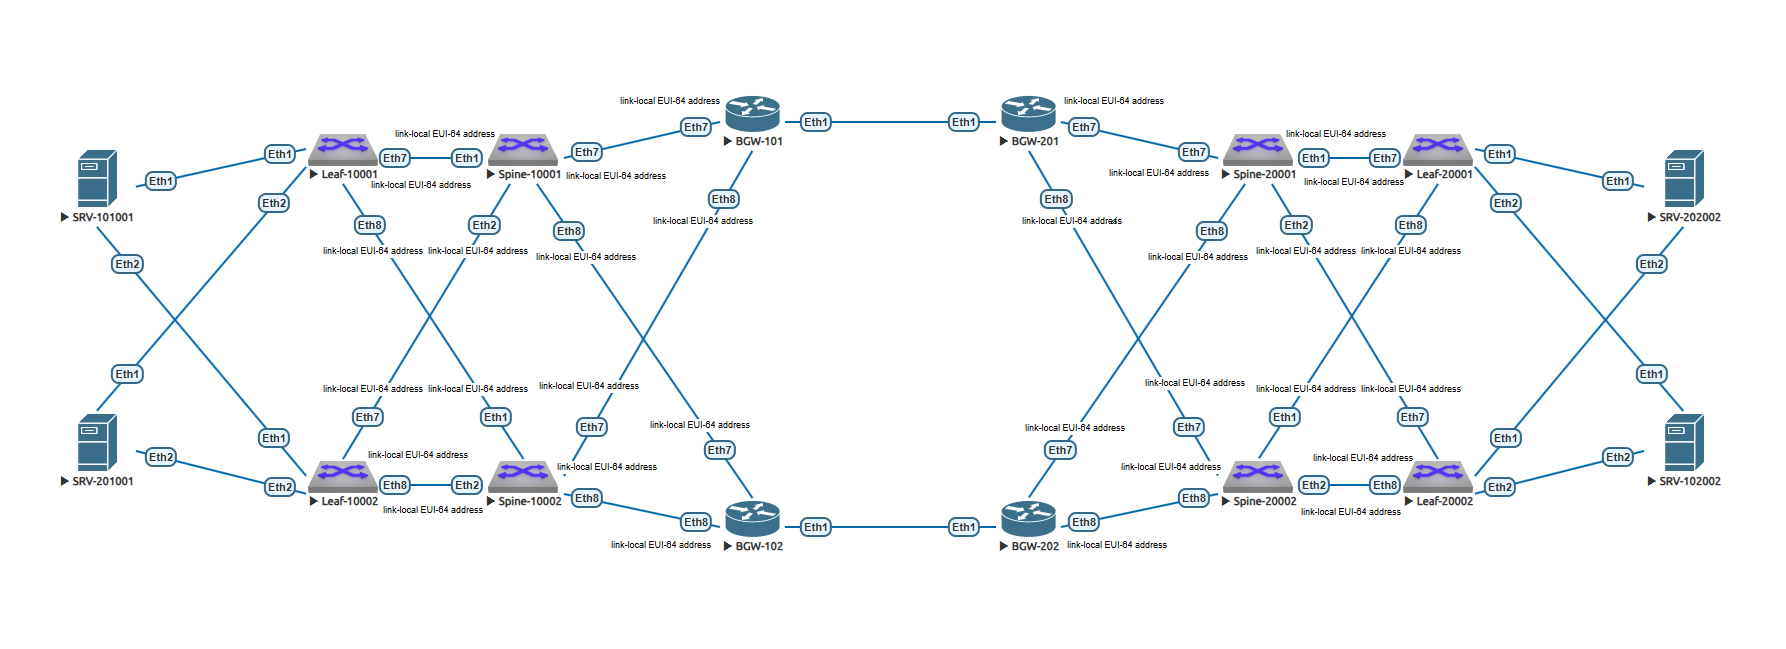 link-local EUI-64 address
link-local EUI-64 address
Eth7
Eth1
Eth1
Eth7
▶ BGW-101
▶ BGW-201
link-local EUI-64 address
link-local EUI-64 address
Eth1
Eth7
Eth1
Eth7
Eth7
Eth1
Eth7
Eth1
▶ Leaf-10001
▶ Spine-10001
link-local EUI-64 address
link-local EUI-64 address
▶ Spine-20001
▶ Leaf-20001
Eth1
link-local EUI-64 address
link-local EUI-64 address
Eth1
Eth2
Eth8
Eth8
Eth2
▶ SRV-101001
▶ SRV-202002
link-local EUI-64 address
link-local EUI-64 address
Eth8
Eth2
Eth8
Eth8
Eth2
Eth8
link-local EUI-64 address
link-local EUI-64 address
link-local EUI-64 address
link-local EUI-64 address
link-local EUI-64 address
link-local EUI-64 address
Eth2
Eth2
Eth1
Eth1
link-local EUI-64 address
link-local EUI-64 address
link-local EUI-64 address
link-local EUI-64 address
link-local EUI-64 address
link-local EUI-64 address
Eth7
Eth1
Eth7
Eth7
Eth1
Eth7
link-local EUI-64 address
link-local EUI-64 address
Eth1
Eth7
Eth7
Eth1
Eth2
link-local EUI-64 address
link-local EUI-64 address
Eth2
link-local EUI-64 address
link-local EUI-64 address
▶ SRV-201001
▶ SRV-102002
Eth2
Eth8
Eth2
Eth8
Eth8
Eth2
Eth8
Eth2
▶ Leaf-10002
▶ Spine-10002
▶ Spine-20002
▶ Leaf-20002
link-local EUI-64 address
link-local EUI-64 address
Eth8
Eth1
Eth1
Eth8
link-local EUI-64 address
▶ BGW-102
▶ BGW-202
link-local EUI-64 address